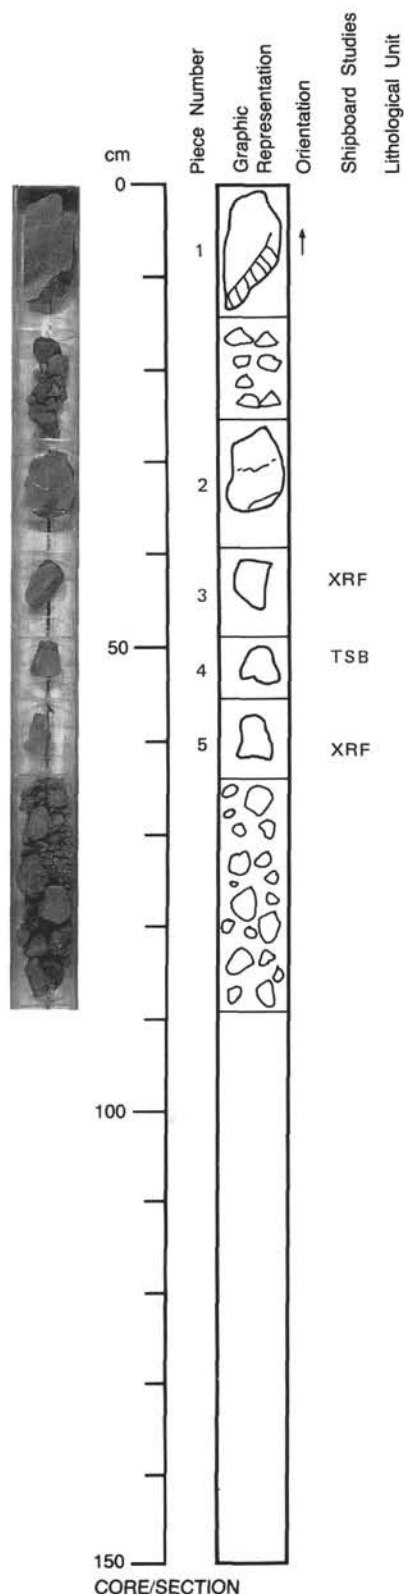 cm
Piece Number
Graphic
Representation
Orientation
Shipboard Studies
Lithological Unit
0
1
2
3
XRF
50
4
TSB
5
XRF
100
150
CORE/SECTION